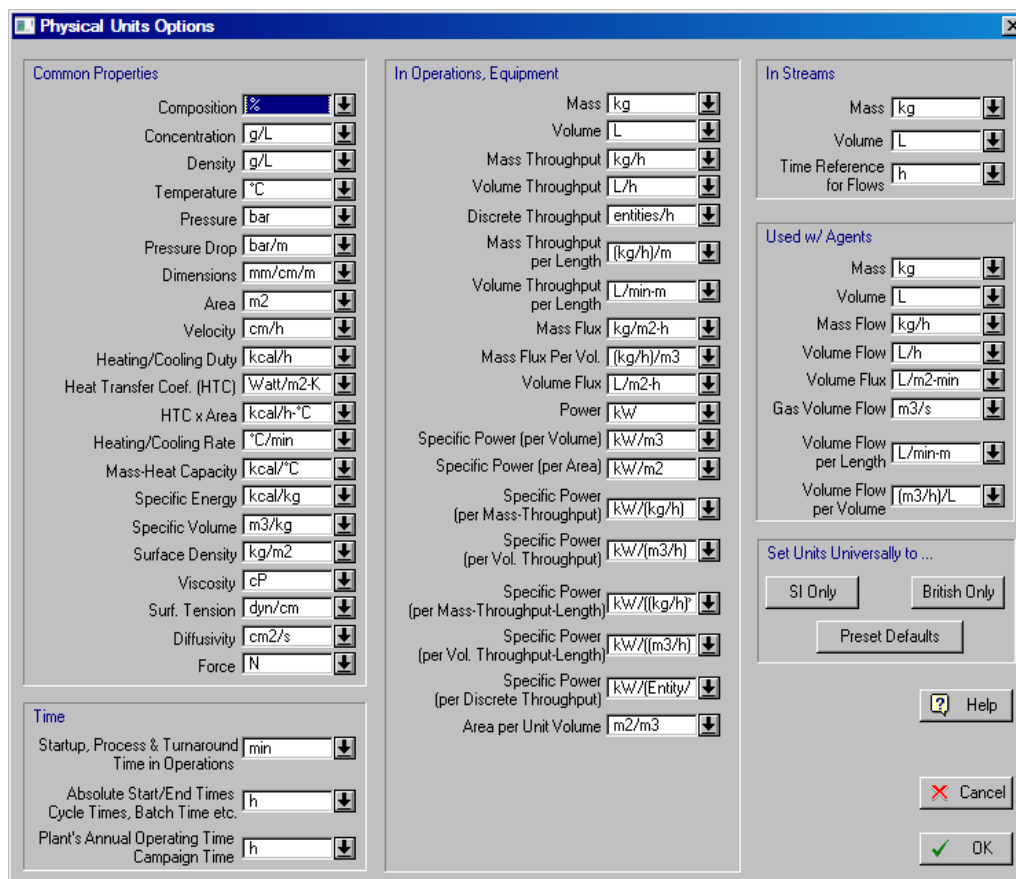 Physical Units Options
Common Properties
Composition %
Concentration g/L
Density g/L
Temperature °C
Pressure bar
Pressure Drop bar/m
Dimensions mm/cm/m
Area m2
Velocity cm/h
Heating/Cooling Duty kcal/h
Heat Transfer Coef. (HTC) Watt/m2-K
HTC x Area kcal/h-°C
Heating/Cooling Rate °C/min
Mass-Heat Capacity kcal/°C
Specific Energy kcal/kg
Specific Volume m3/kg
Surface Density kg/m2
Viscosity cP
Surf. Tension dyn/cm
Diffusivity cm2/s
Force N
Time
Startup, Process & Turnaround
Time in Operations min
Absolute Start/End Times
Cycle Times, Batch Time etc. h
Plant's Annual Operating Time
Campaign Time h
In Operations, Equipment
Mass kg
Volume L
Mass Throughput kg/h
Volume Throughput L/h
Discrete Throughput entities/h
Mass Throughput
per Length (kg/h)/m
Volume Throughput
per Length L/min-m
Mass Flux kg/m2-h
Mass Flux Per Vol. (kg/h)/m3
Volume Flux L/m2-h
Power kW
Specific Power (per Volume) kW/m3
Specific Power (per Area) kW/m2
Specific Power
(per Mass-Throughput) kW/(kg/h)
Specific Power
(per Vol. Throughput) kW/(m3/h)
Specific Power
(per Mass-Throughput-Length) kW/((kg/h)*
Specific Power
(per Vol. Throughput-Length) kW/((m3/h)
Specific Power
(per Discrete Throughput) kW/(Entity/
Area per Unit Volume m2/m3
In Streams
Mass kg
Volume L
Time Reference
for Flows h
Used w/ Agents
Mass kg
Volume L
Mass Flow kg/h
Volume Flow L/h
Volume Flux L/m2-min
Gas Volume Flow m3/s
Volume Flow
per Length L/min-m
Volume Flow
per Volume (m3/h)/L
Set Units Universally to ...
SI Only British Only
Preset Defaults
Help
Cancel
OK